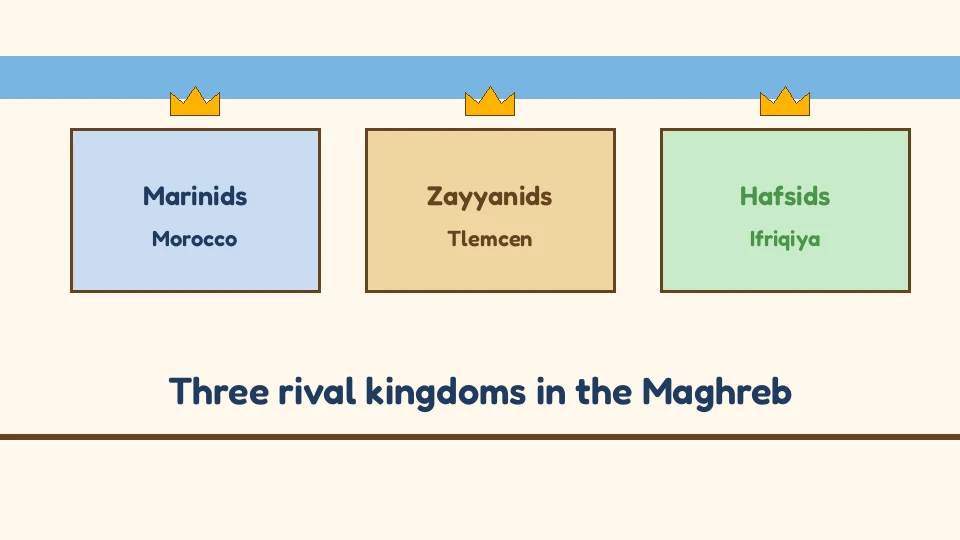 Marinids
Morocco
Zayyanids
Tlemcen
Hafsids
Ifriqiya
Three rival kingdoms in the Maghreb